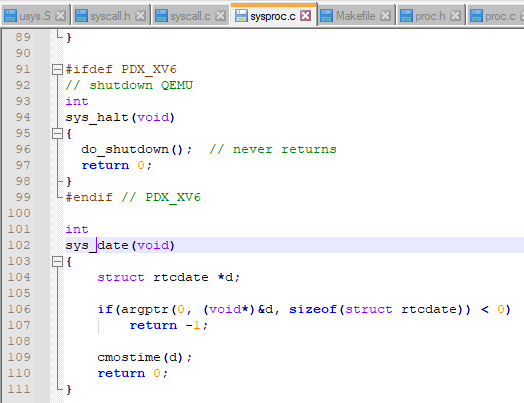 usys.S syscall.h syscall.c sysproc.c Makefile proc.h proc.c
89 }
90
91 #ifdef PDX_XV6
92 // shutdown QEMU
93 int
94 sys_halt(void)
95 {
96   do_shutdown();  // never returns
97   return 0;
98 }
99 #endif // PDX_XV6
100
101 int
102 sys_date(void)
103 {
104     struct rtcdate *d;
105
106     if(argptr(0, (void*)&d, sizeof(struct rtcdate)) < 0)
107         return -1;
108
109     cmostime(d);
110     return 0;
111 }